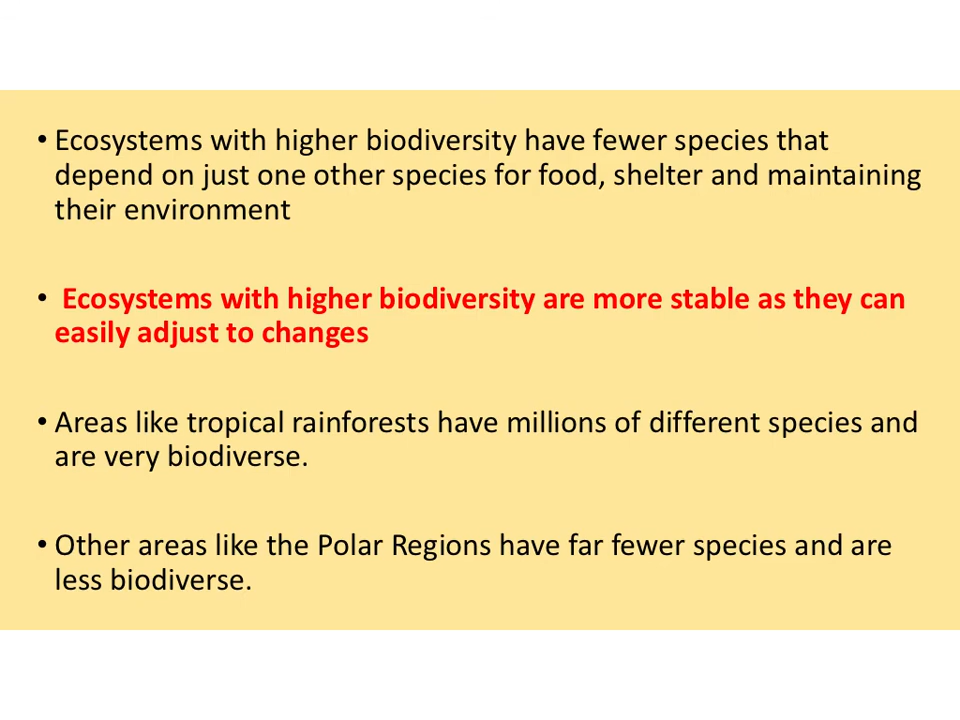 • Ecosystems with higher biodiversity have fewer species that
depend on just one other species for food, shelter and maintaining
their environment
• Ecosystems with higher biodiversity are more stable as they can
easily adjust to changes
• Areas like tropical rainforests have millions of different species and
are very biodiverse.
• Other areas like the Polar Regions have far fewer species and are
less biodiverse.